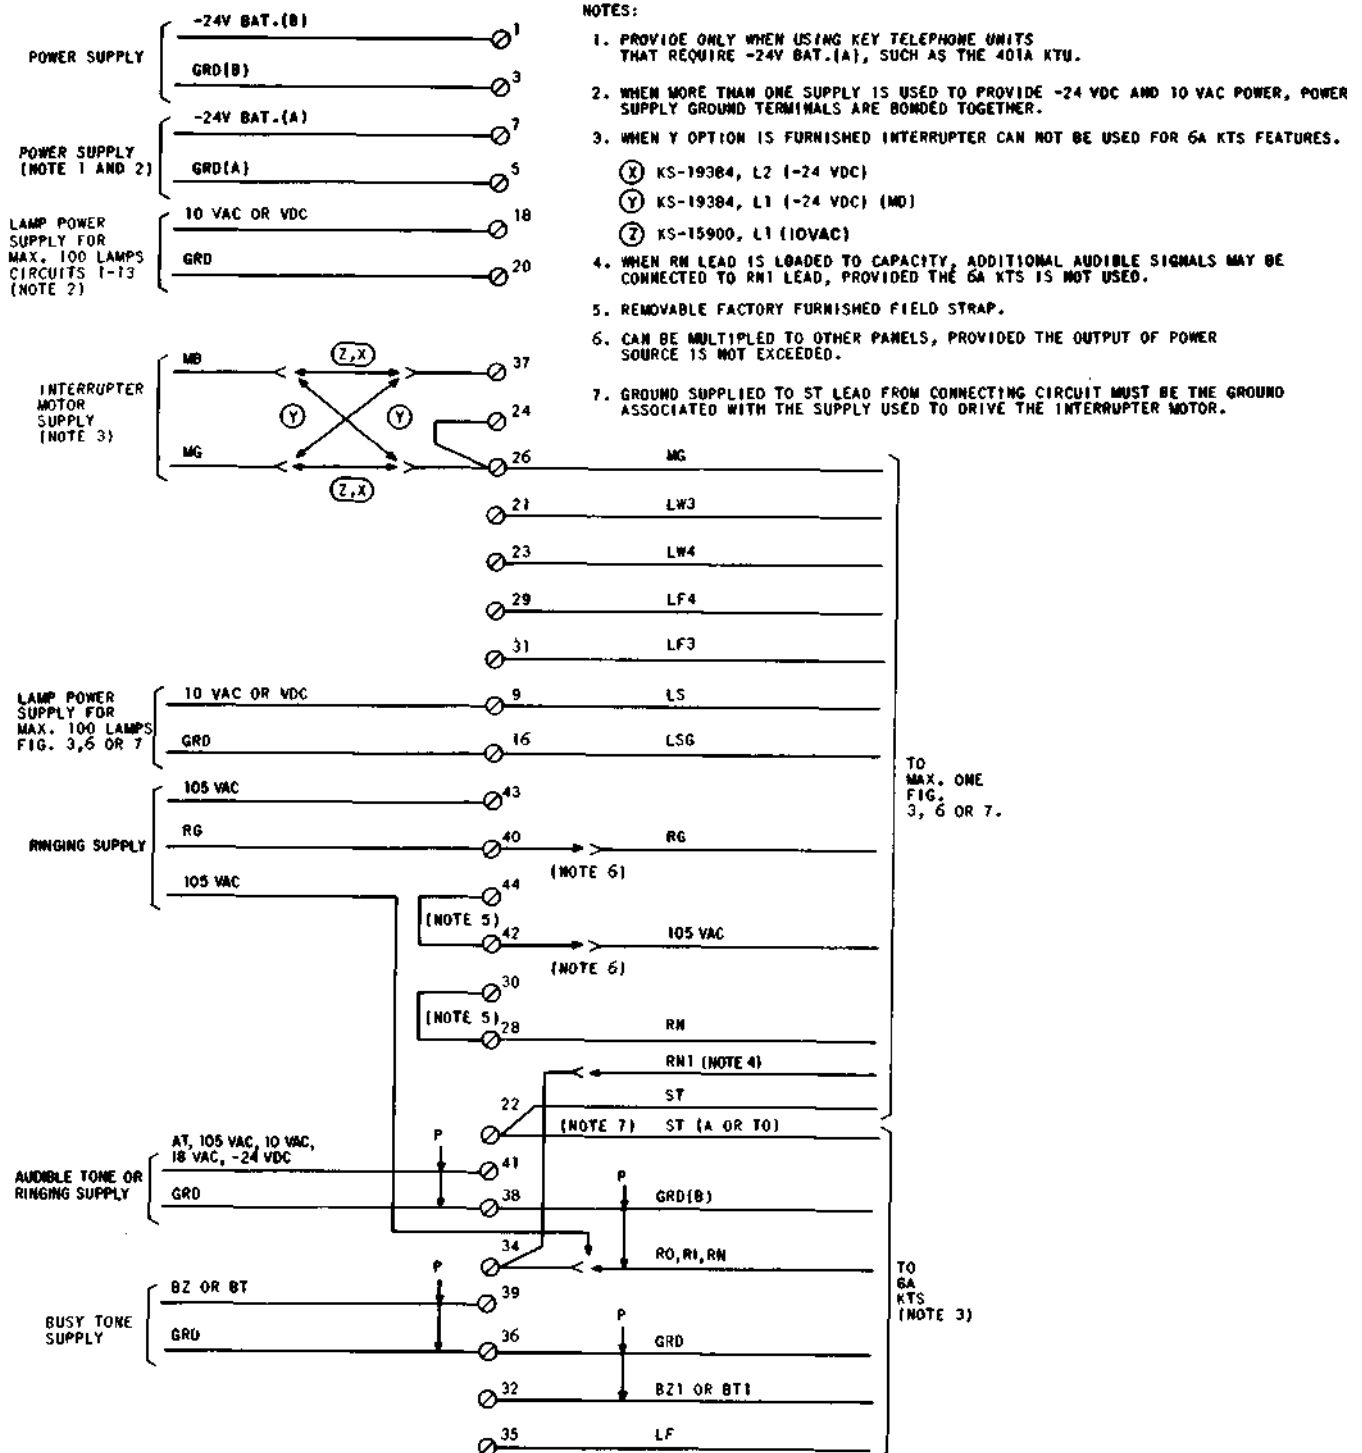 NOTES:
1. PROVIDE ONLY WHEN USING KEY TELEPHONE UNITS
THAT REQUIRE -24V BAT.(A), SUCH AS THE 401A KTU.
2. WHEN MORE THAN ONE SUPPLY IS USED TO PROVIDE -24 VDC AND 10 VAC POWER, POWER
SUPPLY GROUND TERMINALS ARE BONDED TOGETHER.
3. WHEN Y OPTION IS FURNISHED INTERRUPTER CAN NOT BE USED FOR 6A KTS FEATURES.
X KS-19384, L2 (-24 VDC)
Y KS-19384, L1 (-24 VDC) (MD)
Z KS-15900, L1 (10VAC)
4. WHEN RN LEAD IS LOADED TO CAPACITY, ADDITIONAL AUDIBLE SIGNALS MAY BE
CONNECTED TO RN1 LEAD, PROVIDED THE 6A KTS IS NOT USED.
5. REMOVABLE FACTORY FURNISHED FIELD STRAP.
6. CAN BE MULTIPLED TO OTHER PANELS, PROVIDED THE OUTPUT OF POWER
SOURCE IS NOT EXCEEDED.
7. GROUND SUPPLIED TO ST LEAD FROM CONNECTING CIRCUIT MUST BE THE GROUND
ASSOCIATED WITH THE SUPPLY USED TO DRIVE THE INTERRUPTER MOTOR.
POWER SUPPLY
-24V BAT.(B)
1
GRD(B)
3
POWER SUPPLY
(NOTE 1 AND 2)
-24V BAT.(A)
7
GRD(A)
5
LAMP POWER
SUPPLY FOR
MAX. 100 LAMPS
CIRCUITS 1-13
(NOTE 2)
10 VAC OR VDC
18
GRD
20
INTERRUPTER
MOTOR
SUPPLY
(NOTE 3)
MB
Z,X
37
Y
Y
24
MG
Z,X
26
MG
21
LW3
23
LW4
29
LF4
31
LF3
LAMP POWER
SUPPLY FOR
MAX. 100 LAMPS
FIG. 3,6 OR 7
10 VAC OR VDC
9
LS
GRD
16
LSG
TO
MAX. ONE
FIG.
3, 6 OR 7.
RINGING SUPPLY
105 VAC
43
RG
40
RG
(NOTE 6)
105 VAC
44
(NOTE 5)
42
105 VAC
(NOTE 6)
30
(NOTE 5)
28
RN
RN1 (NOTE 4)
ST
22
(NOTE 7) ST (A OR TO)
AUDIBLE TONE OR
RINGING SUPPLY
AT, 105 VAC, 10 VAC,
18 VAC, -24 VDC
P
41
GRD
38
P
GRD(B)
34
RO,RI,RN
BUSY TONE
SUPPLY
BZ OR BT
P
39
GRD
36
P
GRD
32
BZ1 OR BT1
35
LF
TO
6A
KTS
(NOTE 3)